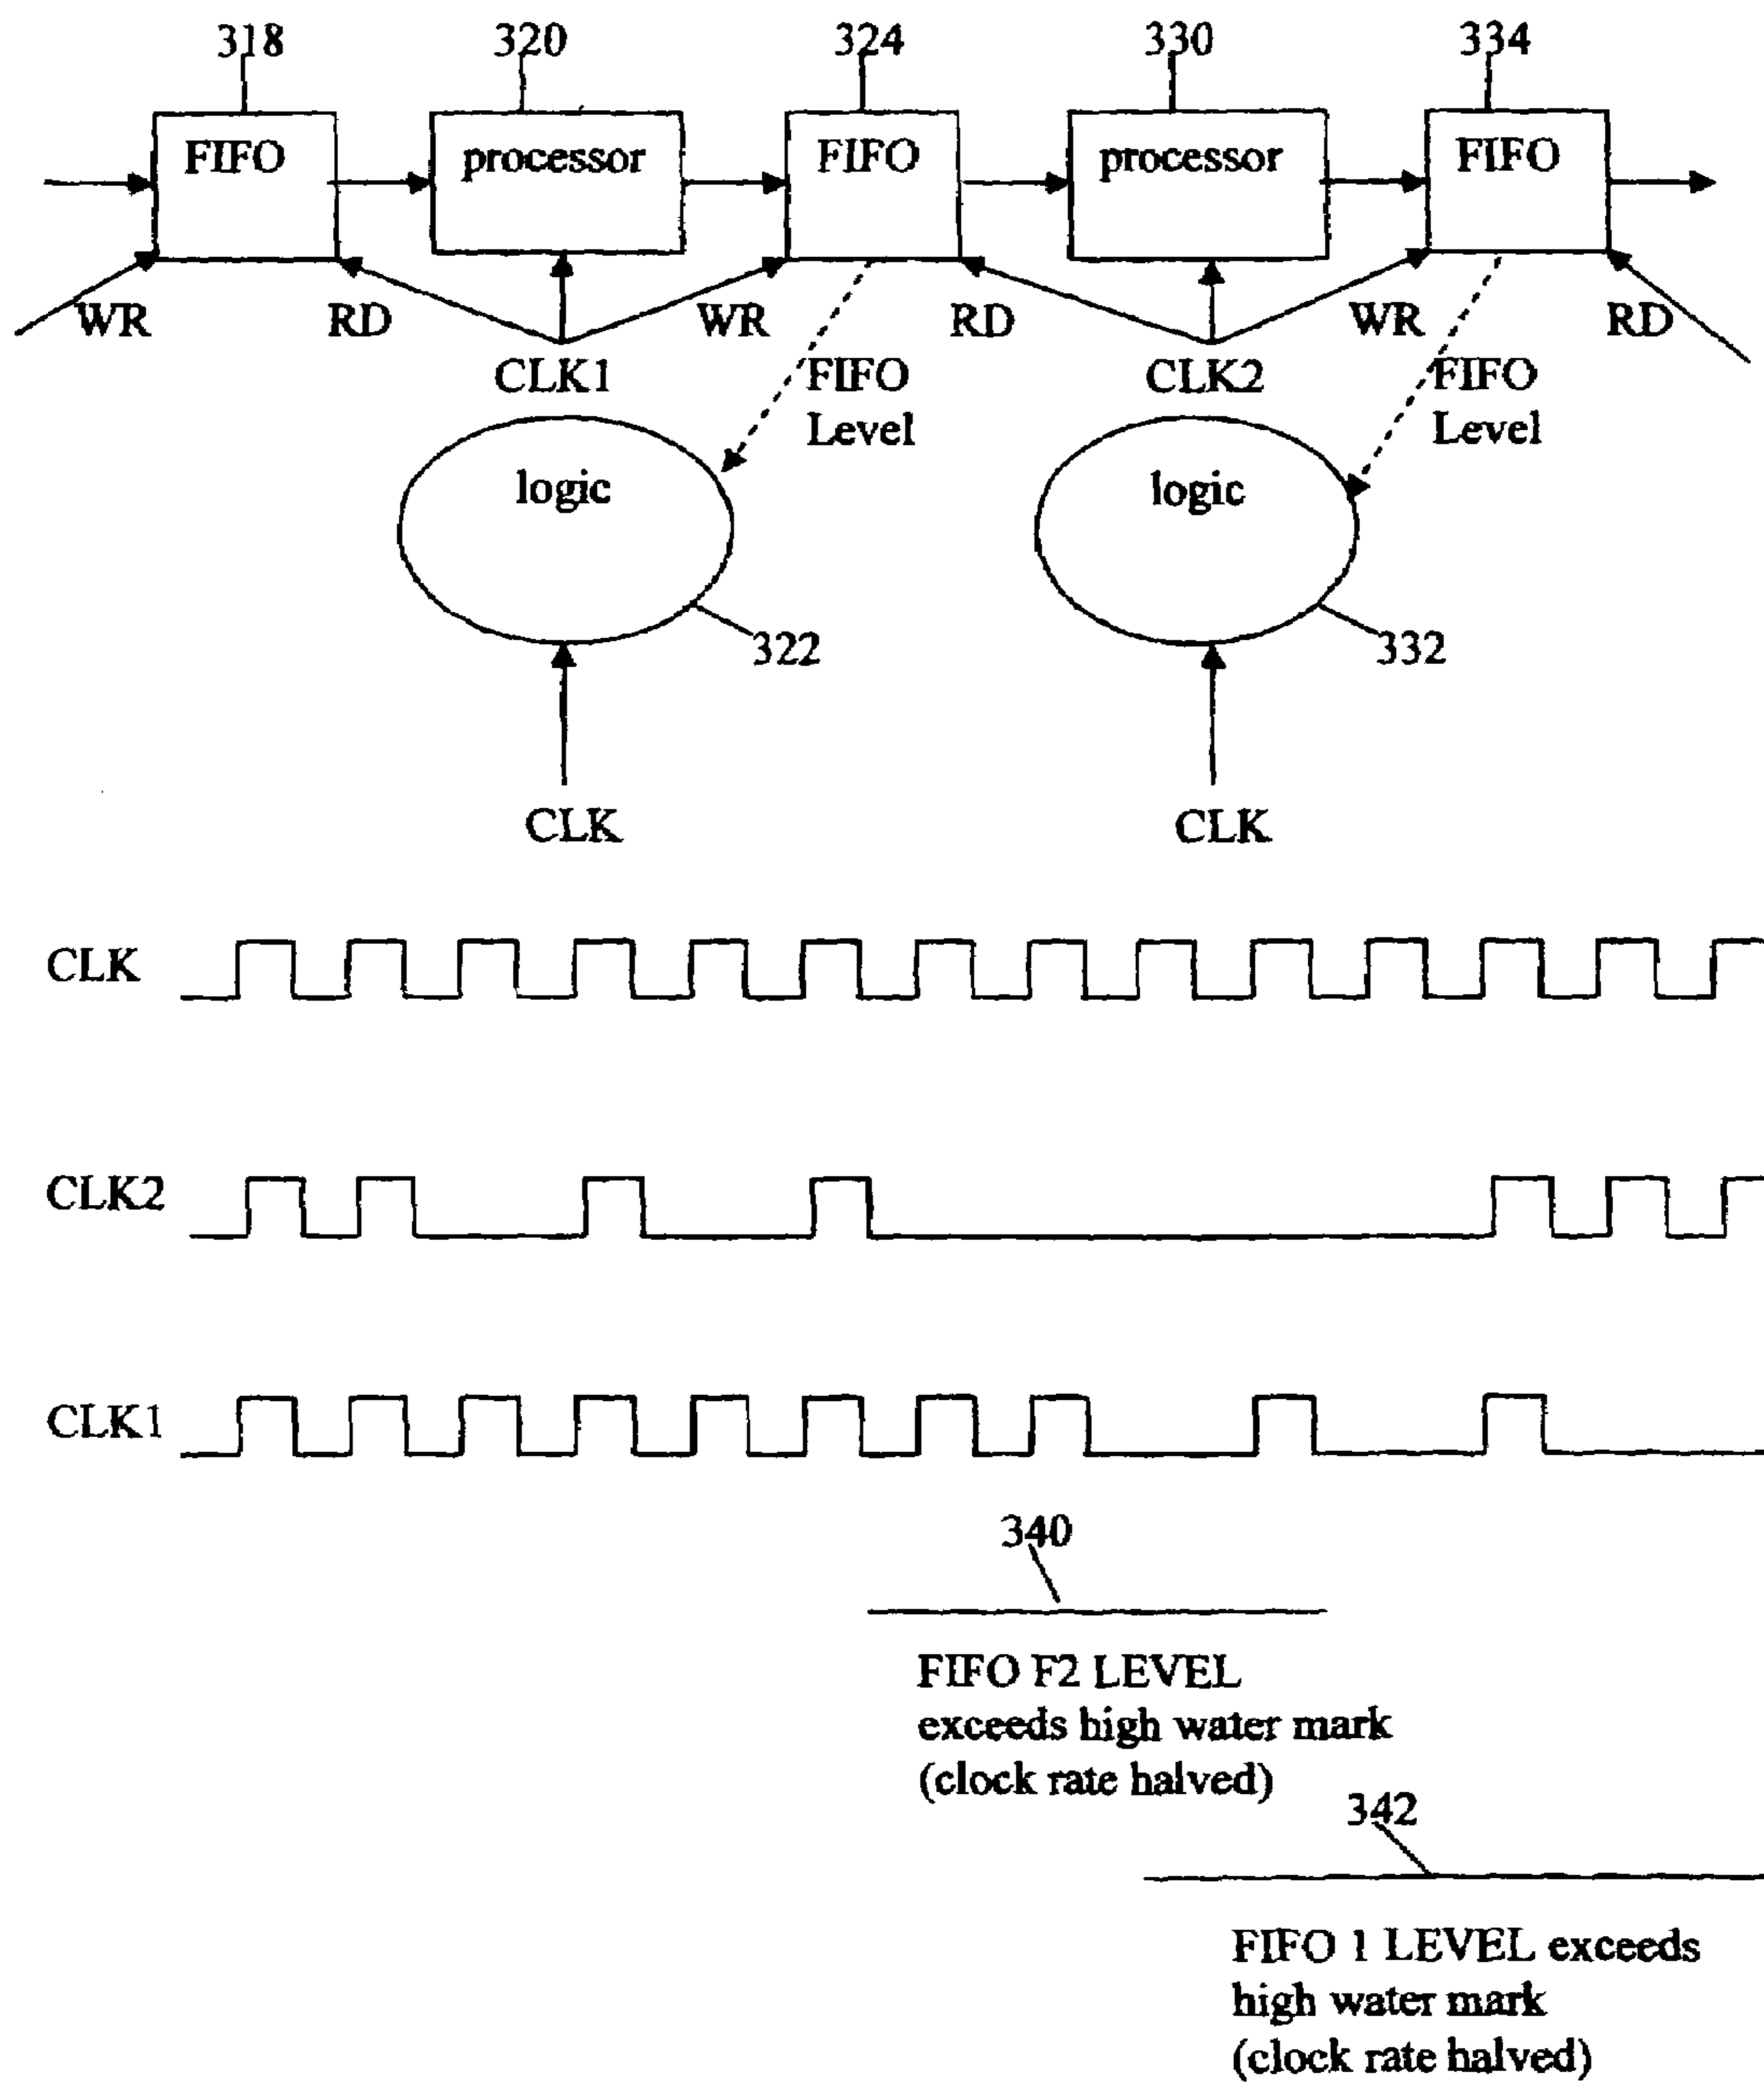 318 320 324 330 334
FIFO processor FIFO processor FIFO
WR RD WR RD WR RD
CLK1 FIFO Level CLK2 FIFO Level
logic logic
322 332
CLK CLK
CLK
CLK2
CLK1
340
FIFO F2 LEVEL
exceeds high water mark
(clock rate halved)
342
FIFO 1 LEVEL exceeds
high water mark
(clock rate halved)